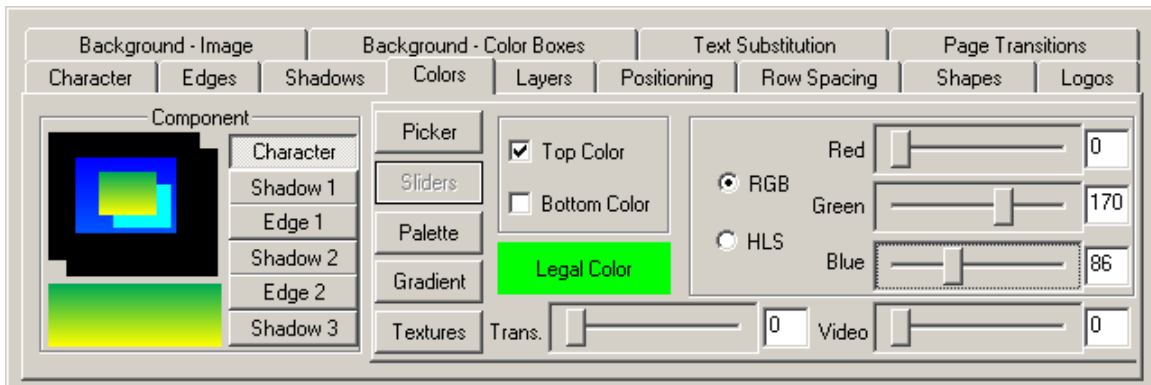 Background - Image Background - Color Boxes Text Substitution Page Transitions
Character Edges Shadows Colors Layers Positioning Row Spacing Shapes Logos
Component
Character
Shadow 1
Edge 1
Shadow 2
Edge 2
Shadow 3
Picker
Sliders
Palette
Gradient
Textures
Top Color
Bottom Color
Legal Color
RGB
HLS
Red 0
Green 170
Blue 86
Trans. 0 Video 0